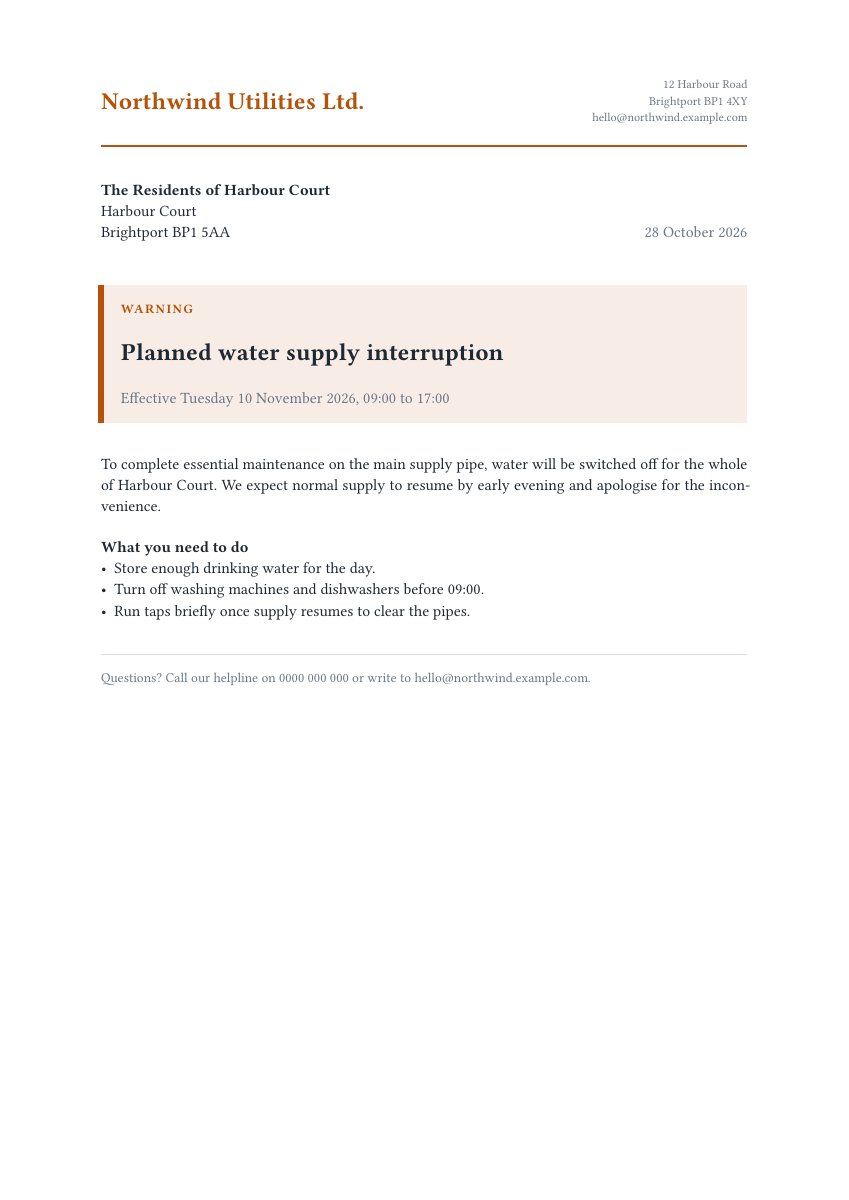 Northwind Utilities Ltd.
12 Harbour Road
Brightport BP1 4XY
hello@northwind.example.com
The Residents of Harbour Court
Harbour Court
Brightport BP1 5AA
28 October 2026
WARNING
Planned water supply interruption
Effective Tuesday 10 November 2026, 09:00 to 17:00
To complete essential maintenance on the main supply pipe, water will be switched off for the whole
of Harbour Court. We expect normal supply to resume by early evening and apologise for the incon-
venience.
What you need to do
• Store enough drinking water for the day.
• Turn off washing machines and dishwashers before 09:00.
• Run taps briefly once supply resumes to clear the pipes.
Questions? Call our helpline on 0000 000 000 or write to hello@northwind.example.com.